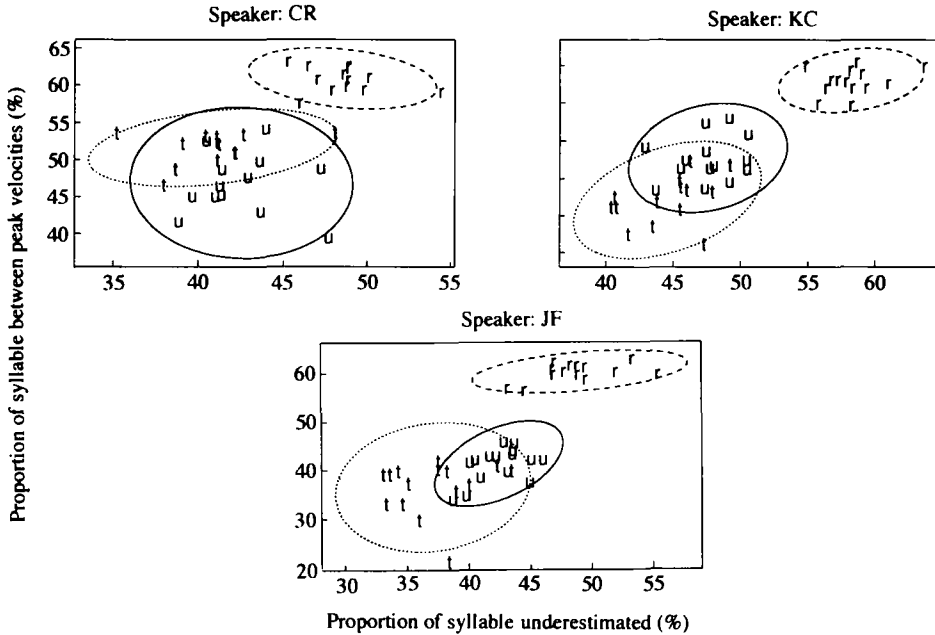 Speaker: CR
Speaker: KC
65
60
55
50
45
40
35 40 45 50 55
40 45 50 55 60
Speaker: JF
60
50
40
30
20
30 35 40 45 50 55
Proportion of syllable between peak velocities (%)
Proportion of syllable underestimated (%)